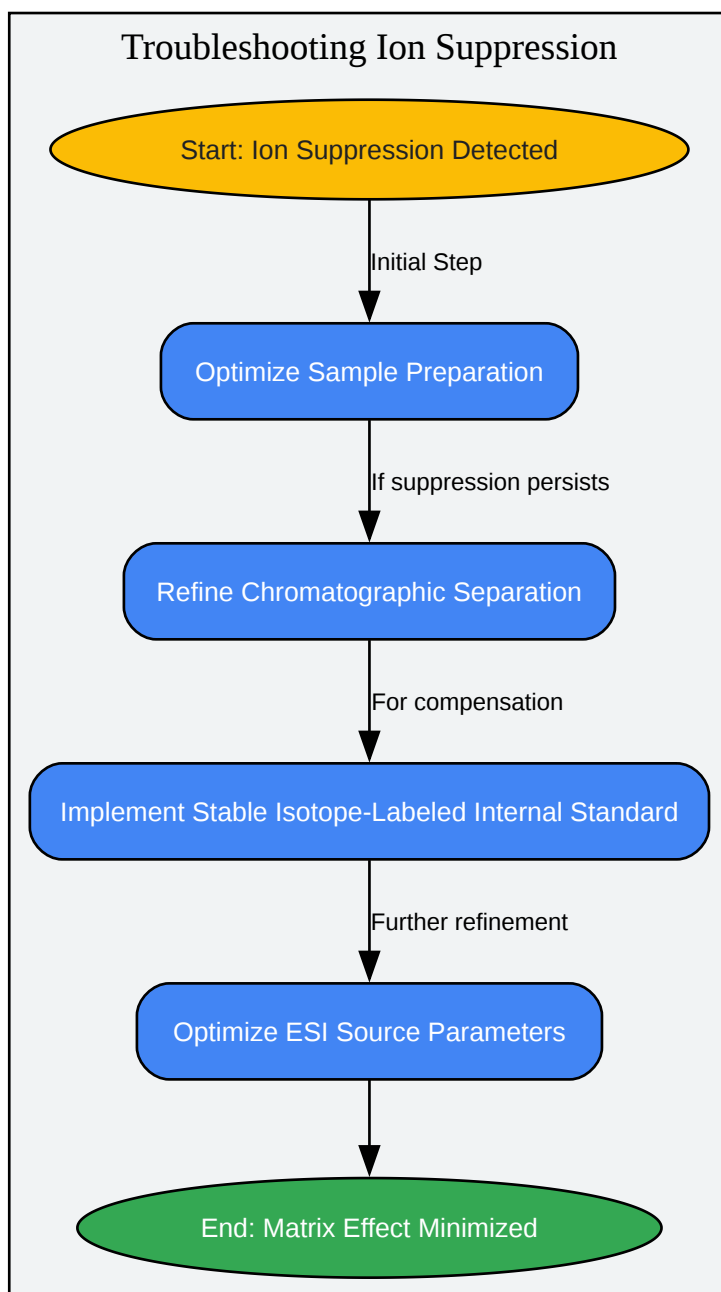 Troubleshooting Ion Suppression
Start: Ion Suppression Detected
Initial Step
Optimize Sample Preparation
If suppression persists
Refine Chromatographic Separation
For compensation
Implement Stable Isotope-Labeled Internal Standard
Further refinement
Optimize ESI Source Parameters
End: Matrix Effect Minimized